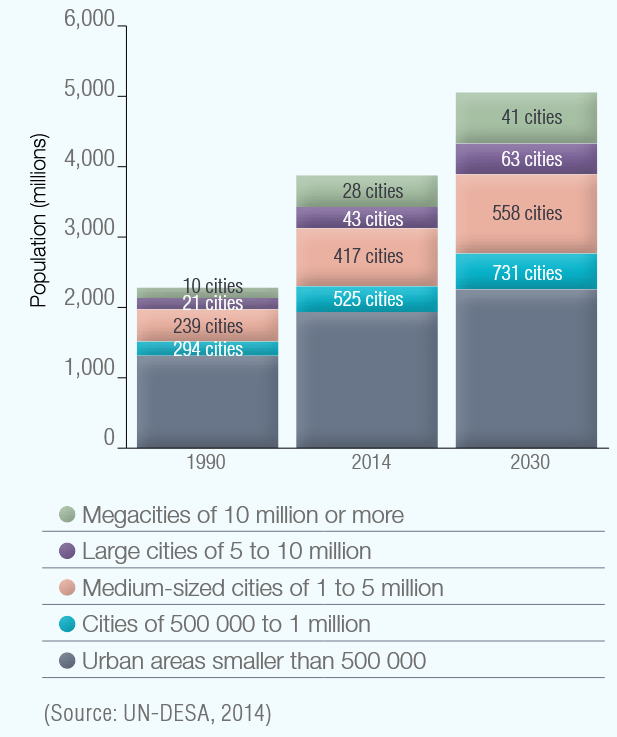 6,000
5,000
4,000
3,000
2,000
1,000
0
Population (millions)
10 cities
21 cities
239 cities
294 cities
28 cities
43 cities
417 cities
525 cities
41 cities
63 cities
558 cities
731 cities
1990
2014
2030
Megacities of 10 million or more
Large cities of 5 to 10 million
Medium-sized cities of 1 to 5 million
Cities of 500 000 to 1 million
Urban areas smaller than 500 000
(Source: UN-DESA, 2014)